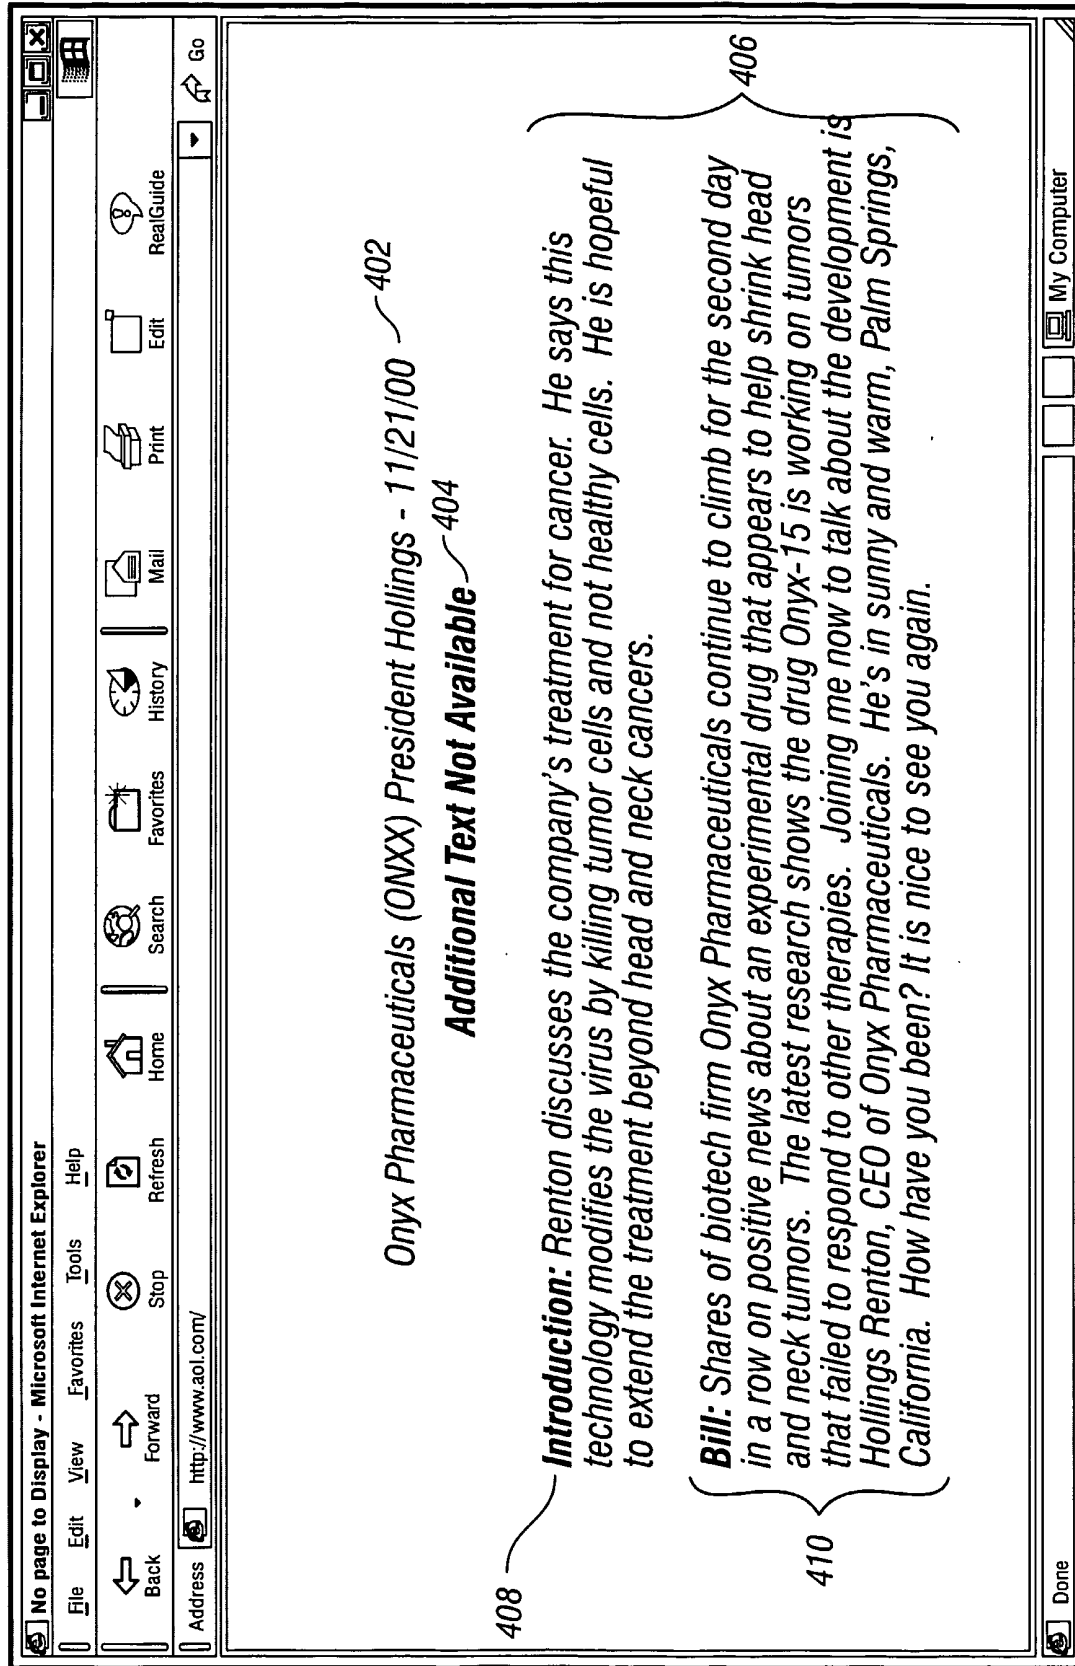 No page to Display - Microsoft Internet Explorer
File Edit View Favorites Tools Help
Back Forward Stop Refresh Home Search Favorites History Mail Print Edit RealGuide
Address http://www.aol.com/ Go
Onyx Pharmaceuticals (ONXX) President Hollings - 11/21/00 402
Additional Text Not Available 404
408
Introduction: Renton discusses the company's treatment for cancer. He says this
technology modifies the virus by killing tumor cells and not healthy cells. He is hopeful
to extend the treatment beyond head and neck cancers.
406
Bill: Shares of biotech firm Onyx Pharmaceuticals continue to climb for the second day
in a row on positive news about an experimental drug that appears to help shrink head
and neck tumors. The latest research shows the drug Onyx-15 is working on tumors
that failed to respond to other therapies. Joining me now to talk about the development is
Hollings Renton, CEO of Onyx Pharmaceuticals. He's in sunny and warm, Palm Springs,
California. How have you been? It is nice to see you again.
410
Done My Computer